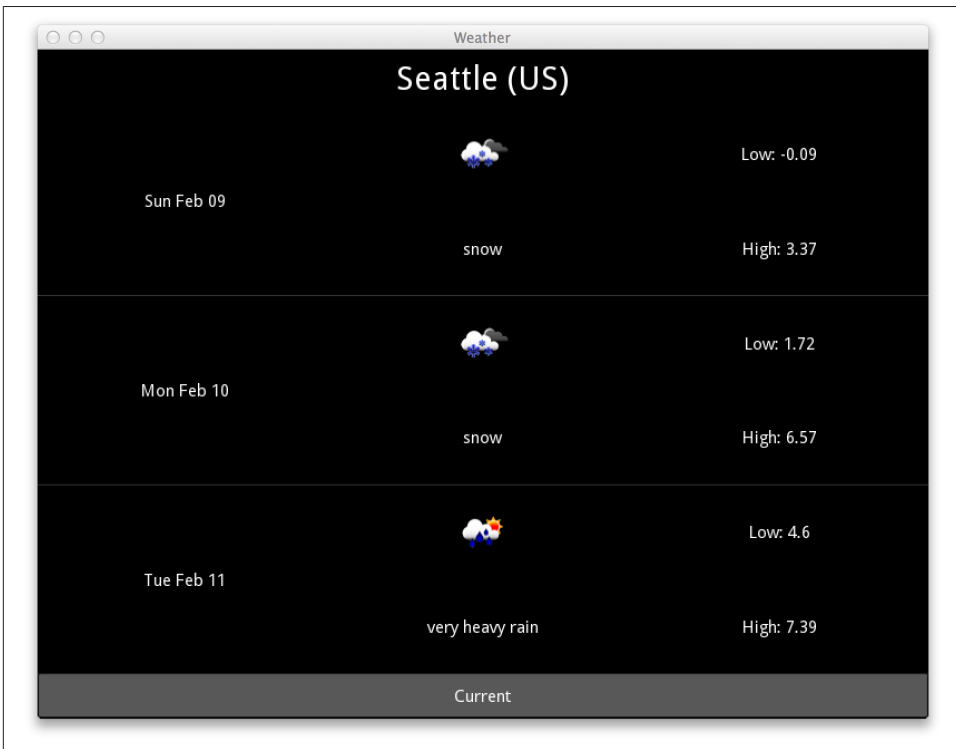 Weather
Seattle (US)
Low: -0.09
Sun Feb 09
snow
High: 3.37
Low: 1.72
Mon Feb 10
snow
High: 6.57
Low: 4.6
Tue Feb 11
very heavy rain
High: 7.39
Current